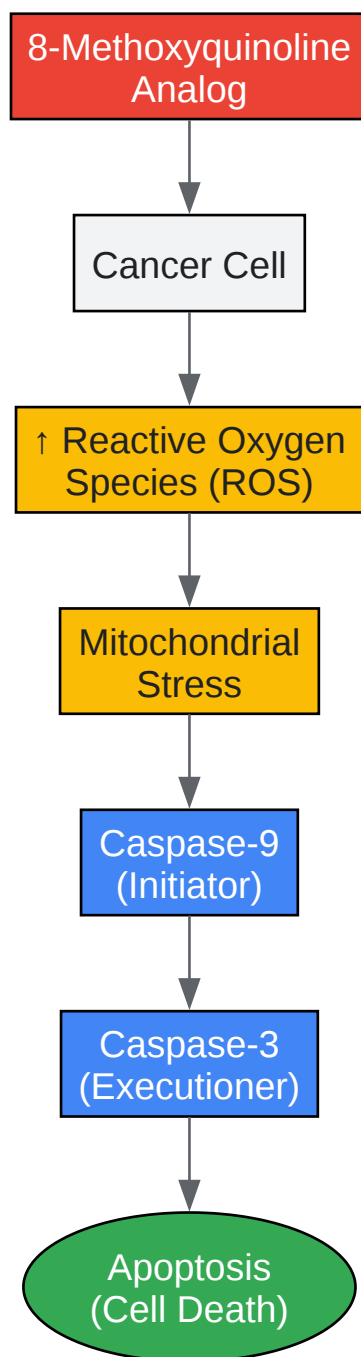 8-Methoxyquinoline
Analog
Cancer Cell
↑ Reactive Oxygen
Species (ROS)
Mitochondrial
Stress
Caspase-9
(Initiator)
Caspase-3
(Executioner)
Apoptosis
(Cell Death)